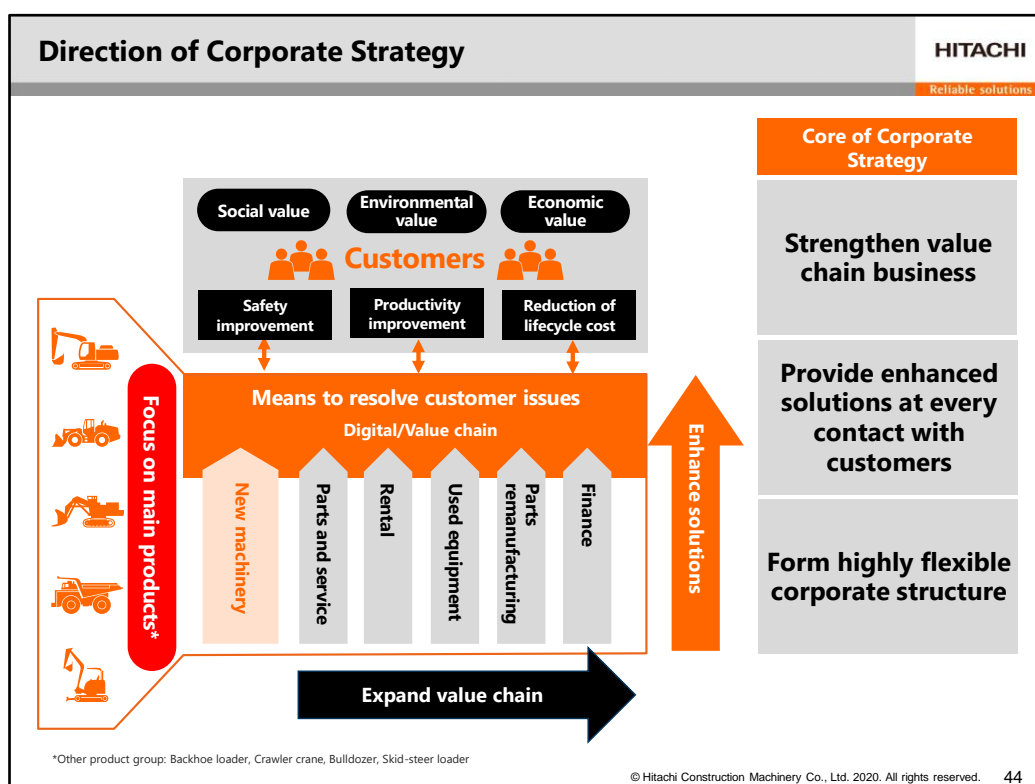 Direction of Corporate Strategy
HITACHI
Reliable solutions
Core of Corporate
Strategy
Social value
Environmental
value
Economic
value
Customers
Safety
improvement
Productivity
improvement
Reduction of
lifecycle cost
Strengthen value
chain business
Provide enhanced
solutions at every
contact with
customers
Form highly flexible
corporate structure
Focus on main products*
Means to resolve customer issues
Digital/Value chain
New machinery
Parts and service
Rental
Used equipment
Parts
remanufacturing
Finance
Enhance solutions
Expand value chain
*Other product group: Backhoe loader, Crawler crane, Bulldozer, Skid-steer loader
© Hitachi Construction Machinery Co., Ltd. 2020. All rights reserved. 44